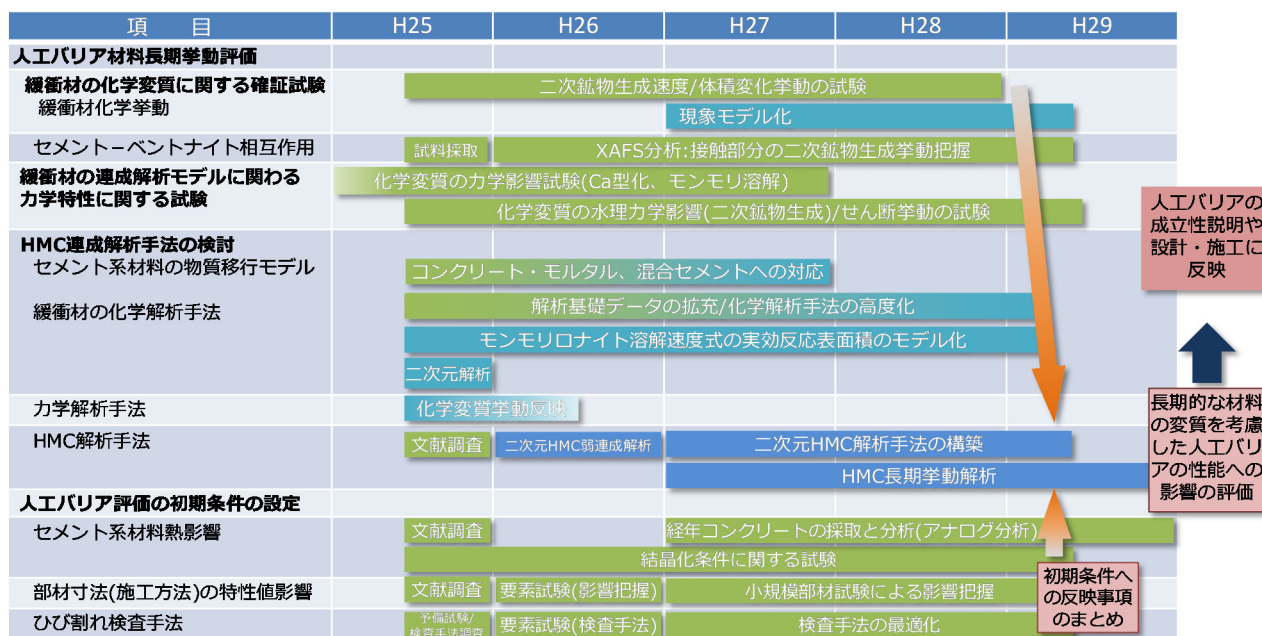 項　目 H25 H26 H27 H28 H29
人工バリア材料長期挙動評価
緩衝材の化学変質に関する確証試験
緩衝材化学挙動
二次鉱物生成速度/体積変化挙動の試験
現象モデル化
セメント−ベントナイト相互作用
試料採取
XAFS分析:接触部分の二次鉱物生成挙動把握
緩衝材の連成解析モデルに関わる
力学特性に関する試験
化学変質の力学影響試験(Ca型化、モンモリ溶解)
化学変質の水理力学影響(二次鉱物生成)/せん断挙動の試験
HMC連成解析手法の検討
セメント系材料の物質移行モデル
コンクリート・モルタル、混合セメントへの対応
緩衝材の化学解析手法
解析基礎データの拡充/化学解析手法の高度化
モンモリロナイト溶解速度式の実効反応表面積のモデル化
二次元解析
力学解析手法
化学変質挙動反映
HMC解析手法
文献調査
二次元HMC弱連成解析
二次元HMC解析手法の構築
HMC長期挙動解析
人工バリア評価の初期条件の設定
セメント系材料熱影響
文献調査
経年コンクリートの採取と分析(アナログ分析)
結晶化条件に関する試験
部材寸法(施工方法)の特性値影響
文献調査
要素試験(影響把握)
小規模部材試験による影響把握
ひび割れ検査手法
予備試験/
検査手法調査
要素試験(検査手法)
検査手法の最適化
初期条件へ
の反映事項
のまとめ
人工バリアの
成立性説明や
設計・施工に
反映
長期的な材料
の変質を考慮
した人工バリ
アの性能への
影響の評価